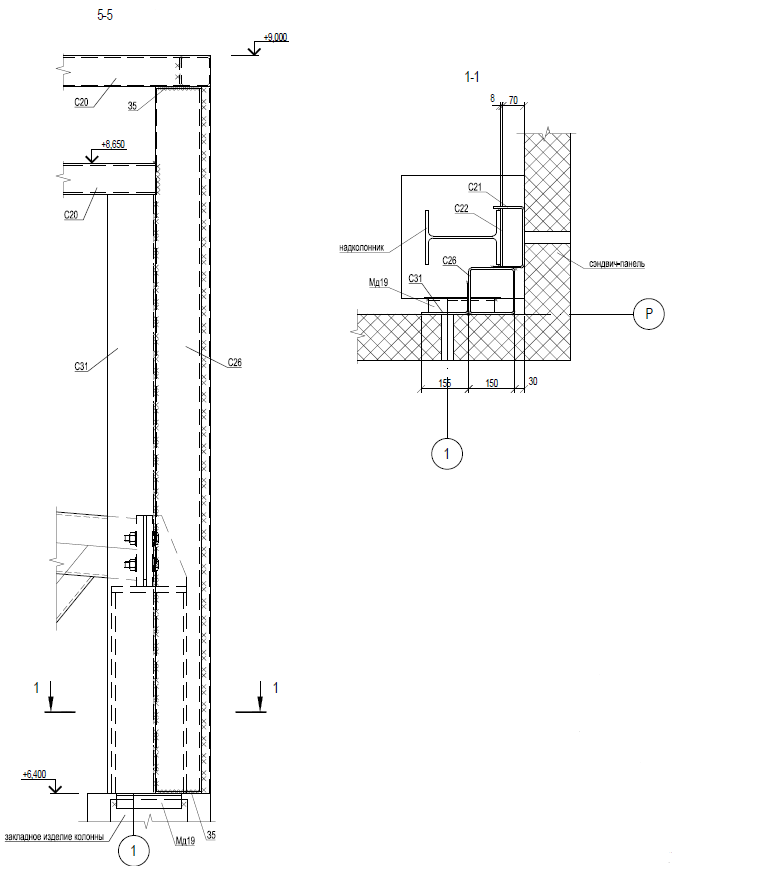 5-5
+9,000
С20
35
+8,650
С20
С31
С26
1
1
+6,400
35
закладное изделие колонны
Мд19
1
1-1
8
70
С21
С22
надколонник
С26
сэндвич-панель
С31
Мд19
Р
155
150
30
1